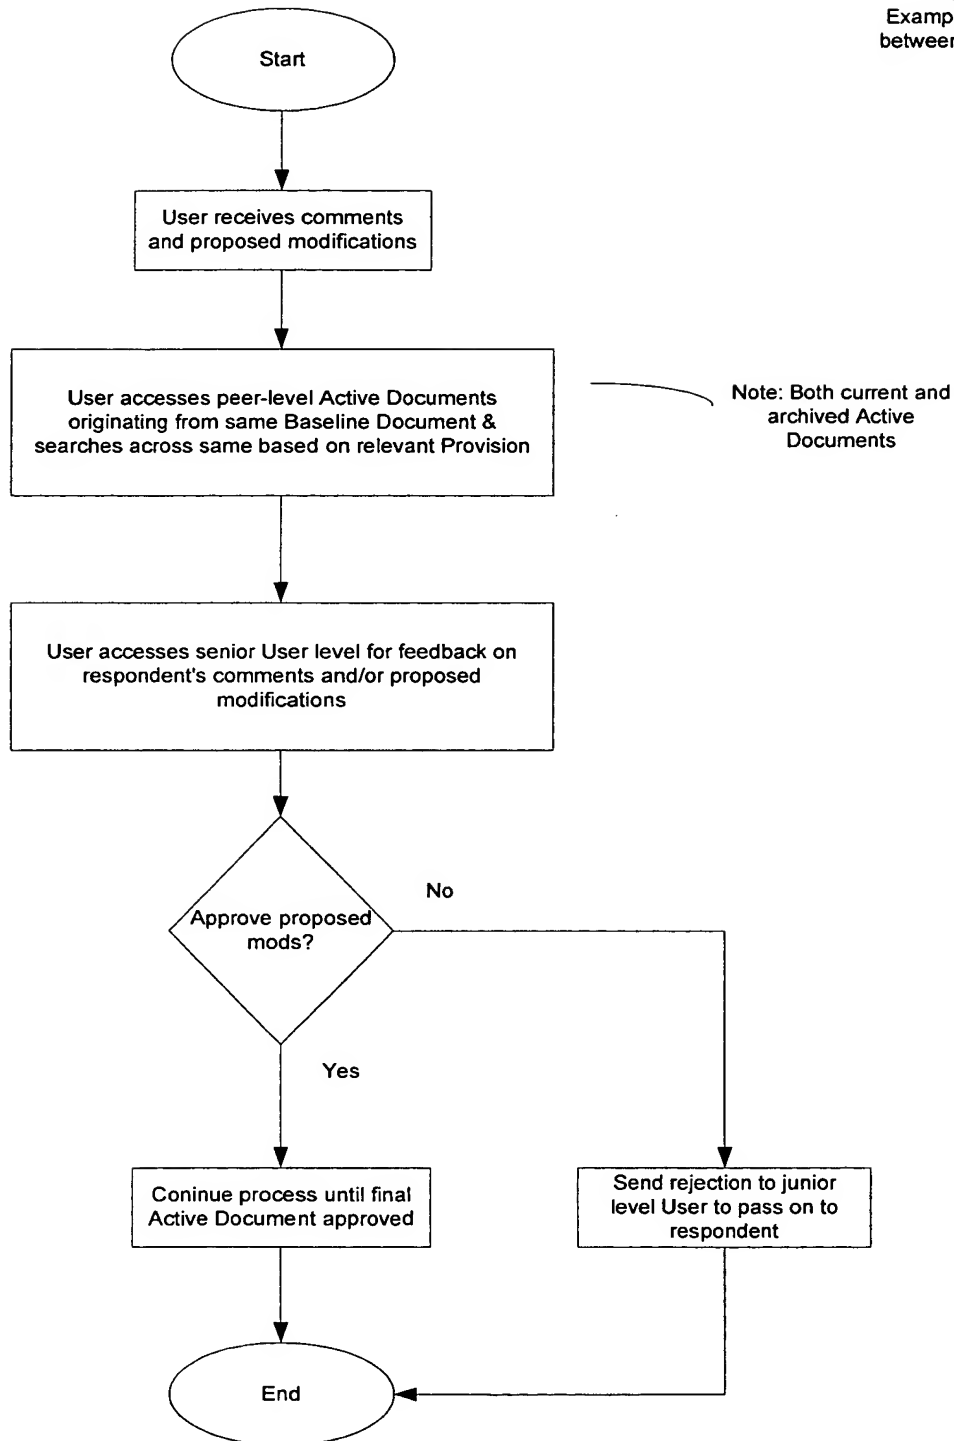 Start
User receives comments
and proposed modifications
User accesses peer-level Active Documents
originating from same Baseline Document &
searches across same based on relevant Provision
Note: Both current and
archived Active
Documents
User accesses senior User level for feedback on
respondent's comments and/or proposed
modifications
No
Approve proposed
mods?
Yes
Coninue process until final
Active Document approved
Send rejection to junior
level User to pass on to
respondent
End